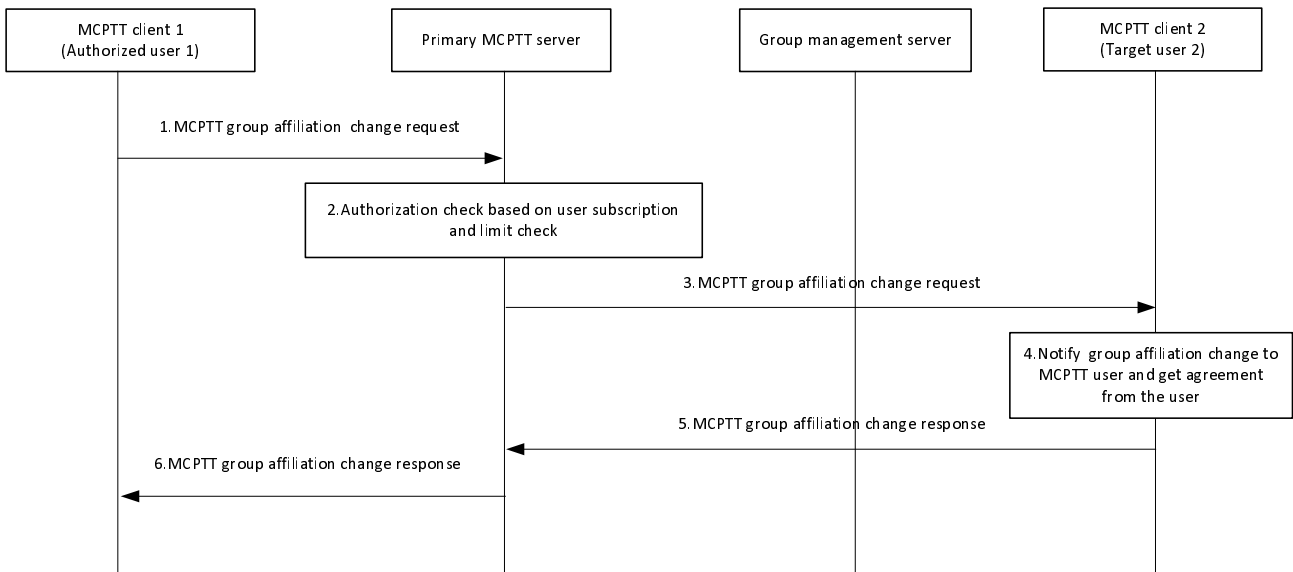 MCPTT client 1
(Authorized user 1)
Primary MCPTT server
Group management server
MCPTT client 2
(Target user 2)
1.MCPTT group affiliation change request
2.Authorization check based on user subscription
and limit check
3.MCPTT group affiliation change request
4.Notify group affiliation change to
MCPTT user and get agreement
from the user
5.MCPTT group affiliation change response
6.MCPTT group affiliation change response